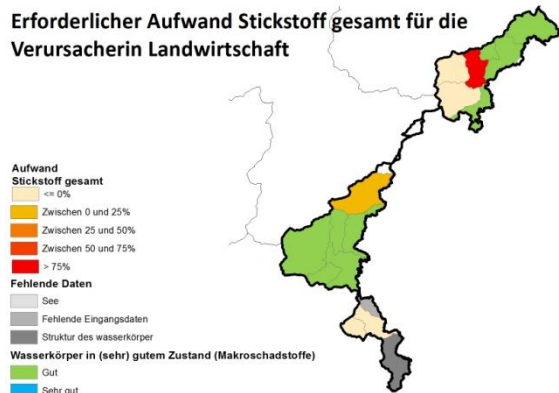 Erforderlicher Aufwand Stickstoff gesamt für die
Verursacherin Landwirtschaft
Aufwand
Stickstoff gesamt
<= 0%
Zwischen 0 und 25%
Zwischen 25 und 50%
Zwischen 50 und 75%
> 75%
Fehlende Daten
See
Fehlende Eingangsdaten
Struktur des wasserkörper
Wasserkörper in (sehr) gutem Zustand (Makroschadstoffe)
Gut
Sehr gut